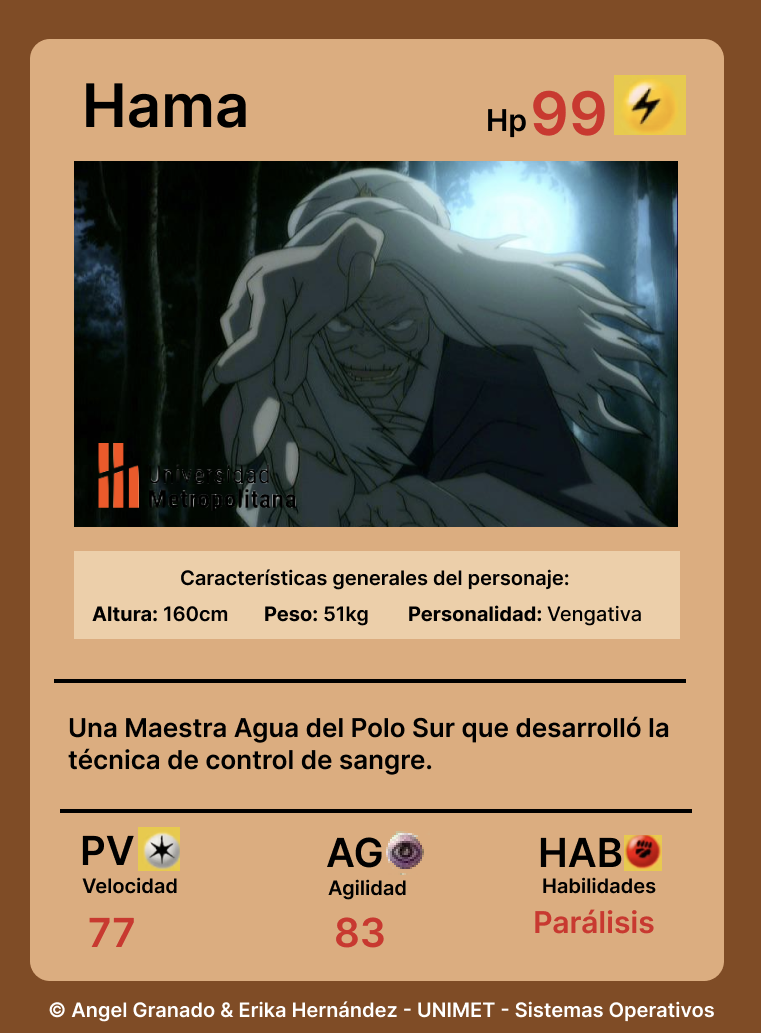 Hama
Hp 99
Universidad
Metropolitana
Características generales del personaje:
Altura: 160cm Peso: 51kg Personalidad: Vengativa
Una Maestra Agua del Polo Sur que desarrolló la
técnica de control de sangre.
PV AG HAB
Velocidad Agilidad Habilidades
77 83 Parálisis
© Angel Granado & Erika Hernández - UNIMET - Sistemas Operativos